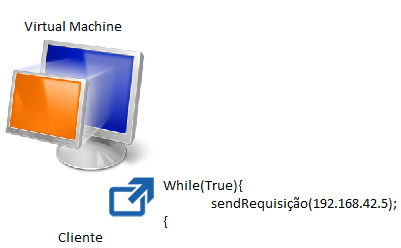 Virtual Machine
While(True){
sendRequisição(192.168.42.5);
{
Cliente